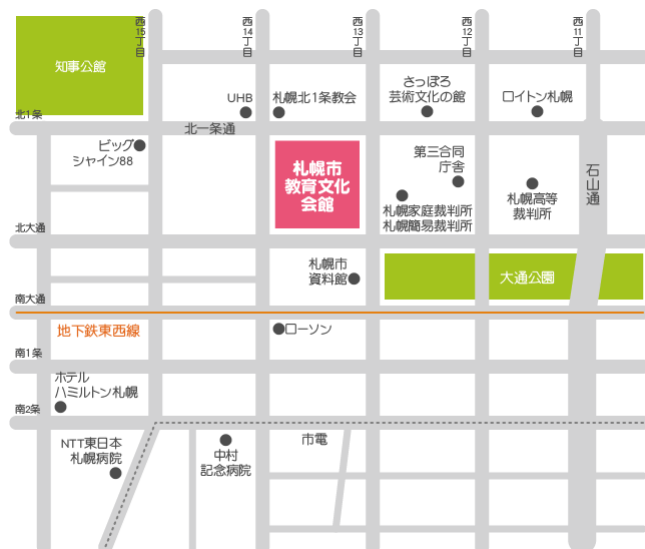 西15丁目
西14丁目
西13丁目
西12丁目
西11丁目
知事公館
UHB
札幌北1条教会
さっぽろ
芸術文化の館
ロイトン札幌
北1条
北一条通
ビッグ
シャイン88
札幌市
教育文化
会館
第三合同
庁舎
札幌家庭裁判所
札幌簡易裁判所
札幌高等
裁判所
石山通
北大通
札幌市
資料館
大通公園
南大通
地下鉄東西線
ローソン
南1条
ホテル
ハミルトン札幌
南2条
NTT東日本
札幌病院
中村
記念病院
市電